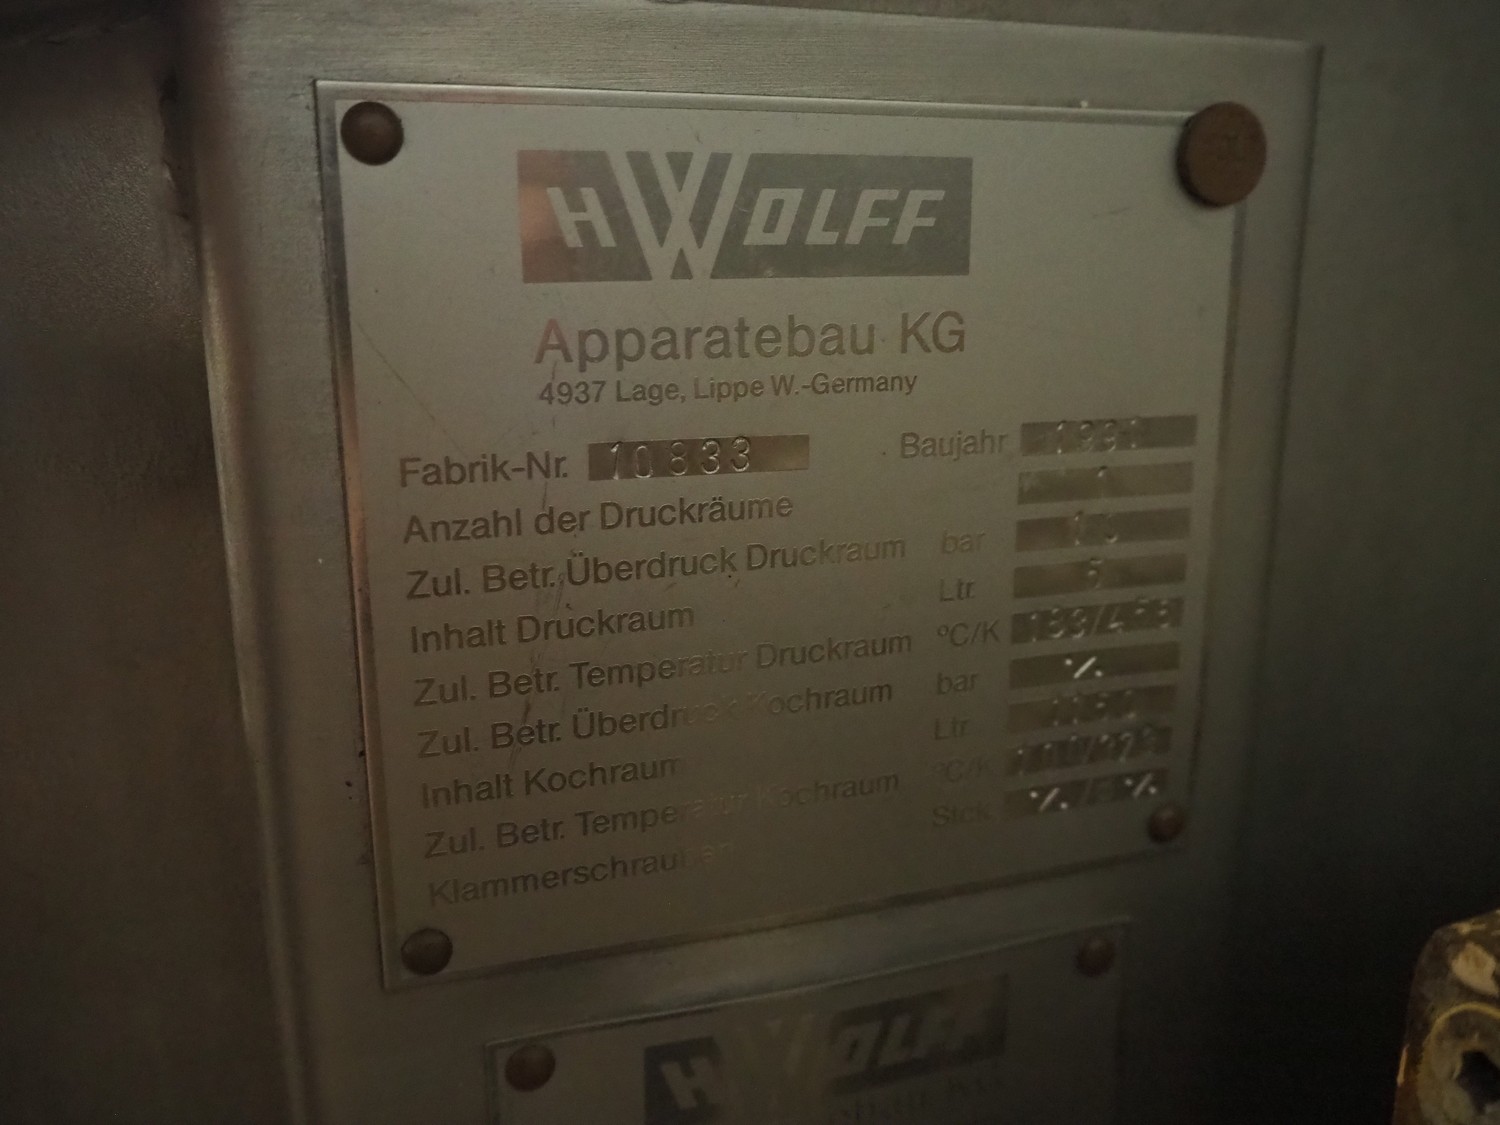 H WOLFF
Apparatebau KG
4937 Lage, Lippe W.-Germany
Fabrik-Nr. 10833 Baujahr
Anzahl der Druckräume
Zul. Betr. Überdruck Druckraum bar
Inhalt Druckraum Ltr.
Zul. Betr. Temperatur Druckraum °C/K
Zul. Betr. Überdruck Kochraum bar %
Inhalt Kochraum Ltr.
Zul. Betr. Temperatur Kochraum °C/K
Klammerschrauben Stck.
H WOLFF